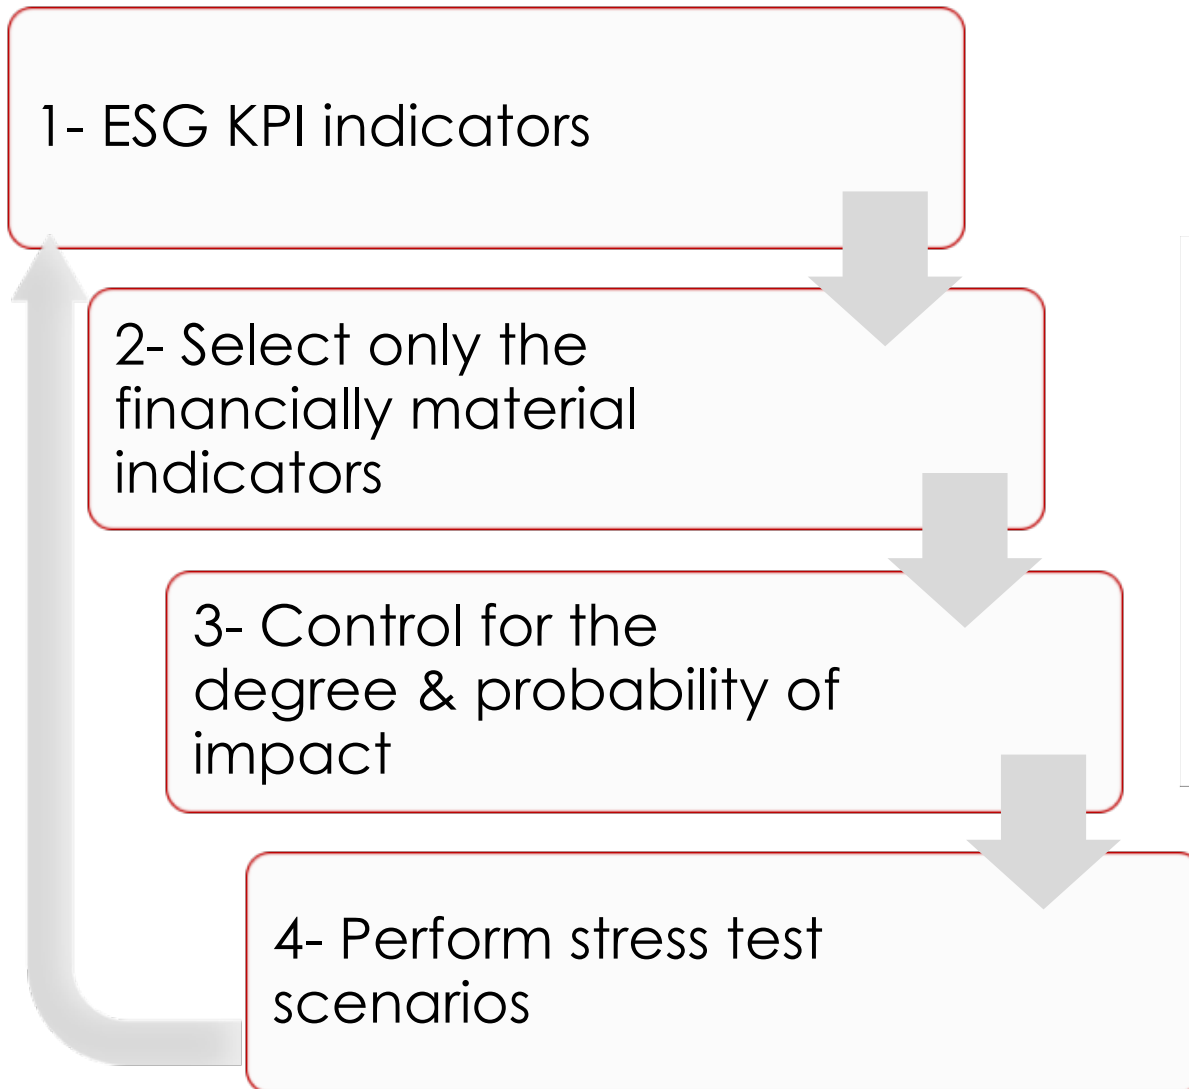 1- ESG KPI indicators
2- Select only the
financially material
indicators
3- Control for the
degree & probability of
impact
4- Perform stress test
scenarios